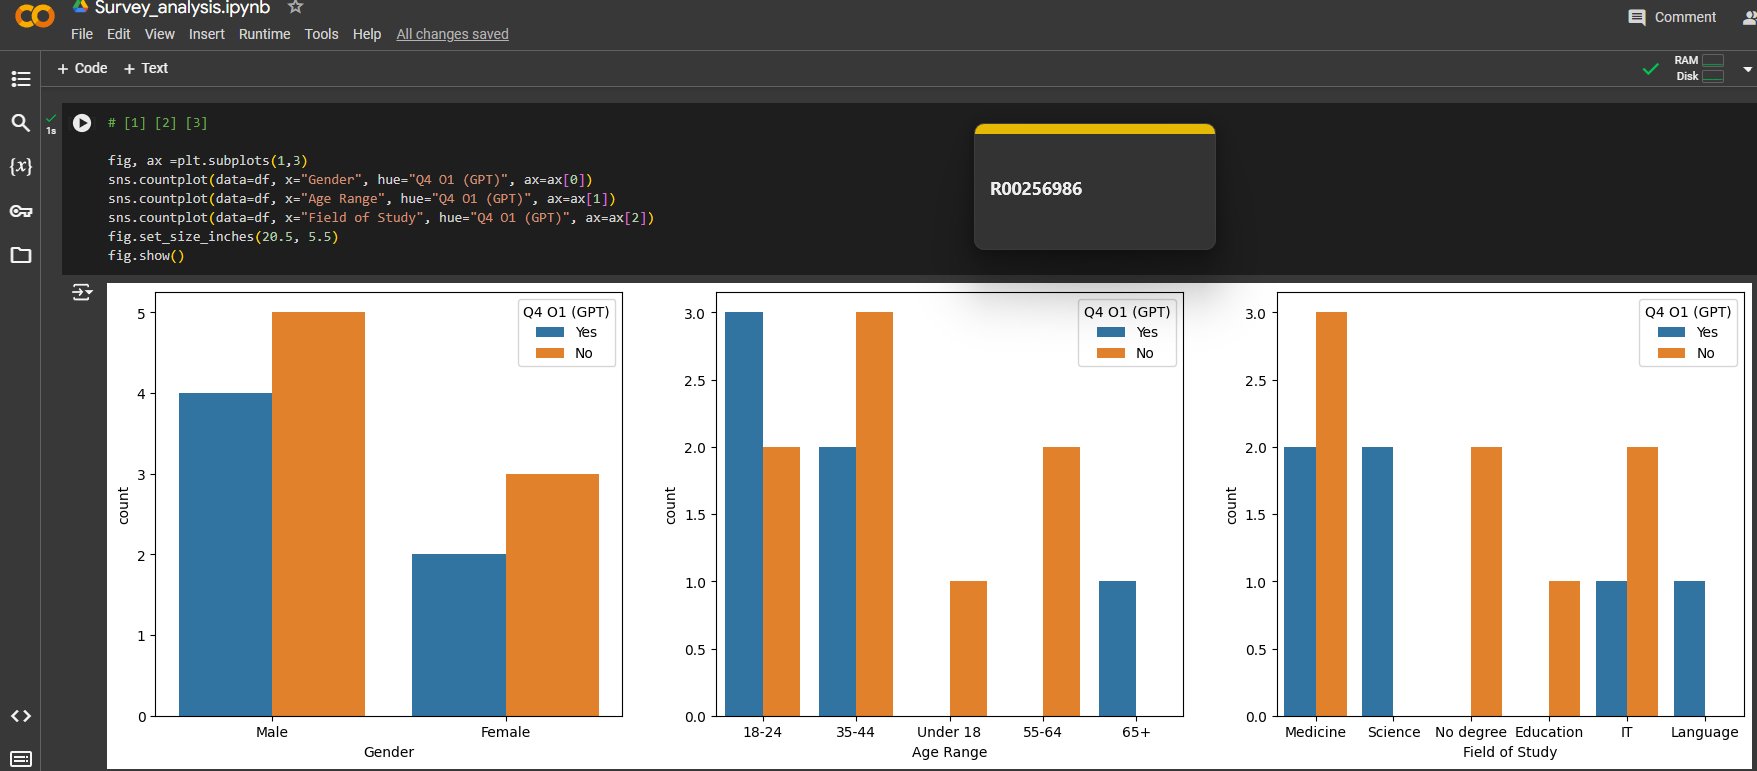 Survey_analysis.ipynb
File Edit View Insert Runtime Tools Help All changes saved
Comment
+ Code + Text
RAM
Disk
1s
# [1] [2] [3]
fig, ax =plt.subplots(1,3)
sns.countplot(data=df, x="Gender", hue="Q4 O1 (GPT)", ax=ax[0])
sns.countplot(data=df, x="Age Range", hue="Q4 O1 (GPT)", ax=ax[1])
sns.countplot(data=df, x="Field of Study", hue="Q4 O1 (GPT)", ax=ax[2])
fig.set_size_inches(20.5, 5.5)
fig.show()
R00256986
{x}
Q4 O1 (GPT)
Yes
No
5
4
3
2
1
0
count
Male Female
Gender
Q4 O1 (GPT)
Yes
No
3.0
2.5
2.0
1.5
1.0
0.5
0.0
count
18-24 35-44 Under 18 55-64 65+
Age Range
Q4 O1 (GPT)
Yes
No
3.0
2.5
2.0
1.5
1.0
0.5
0.0
count
Medicine Science No degree Education IT Language
Field of Study